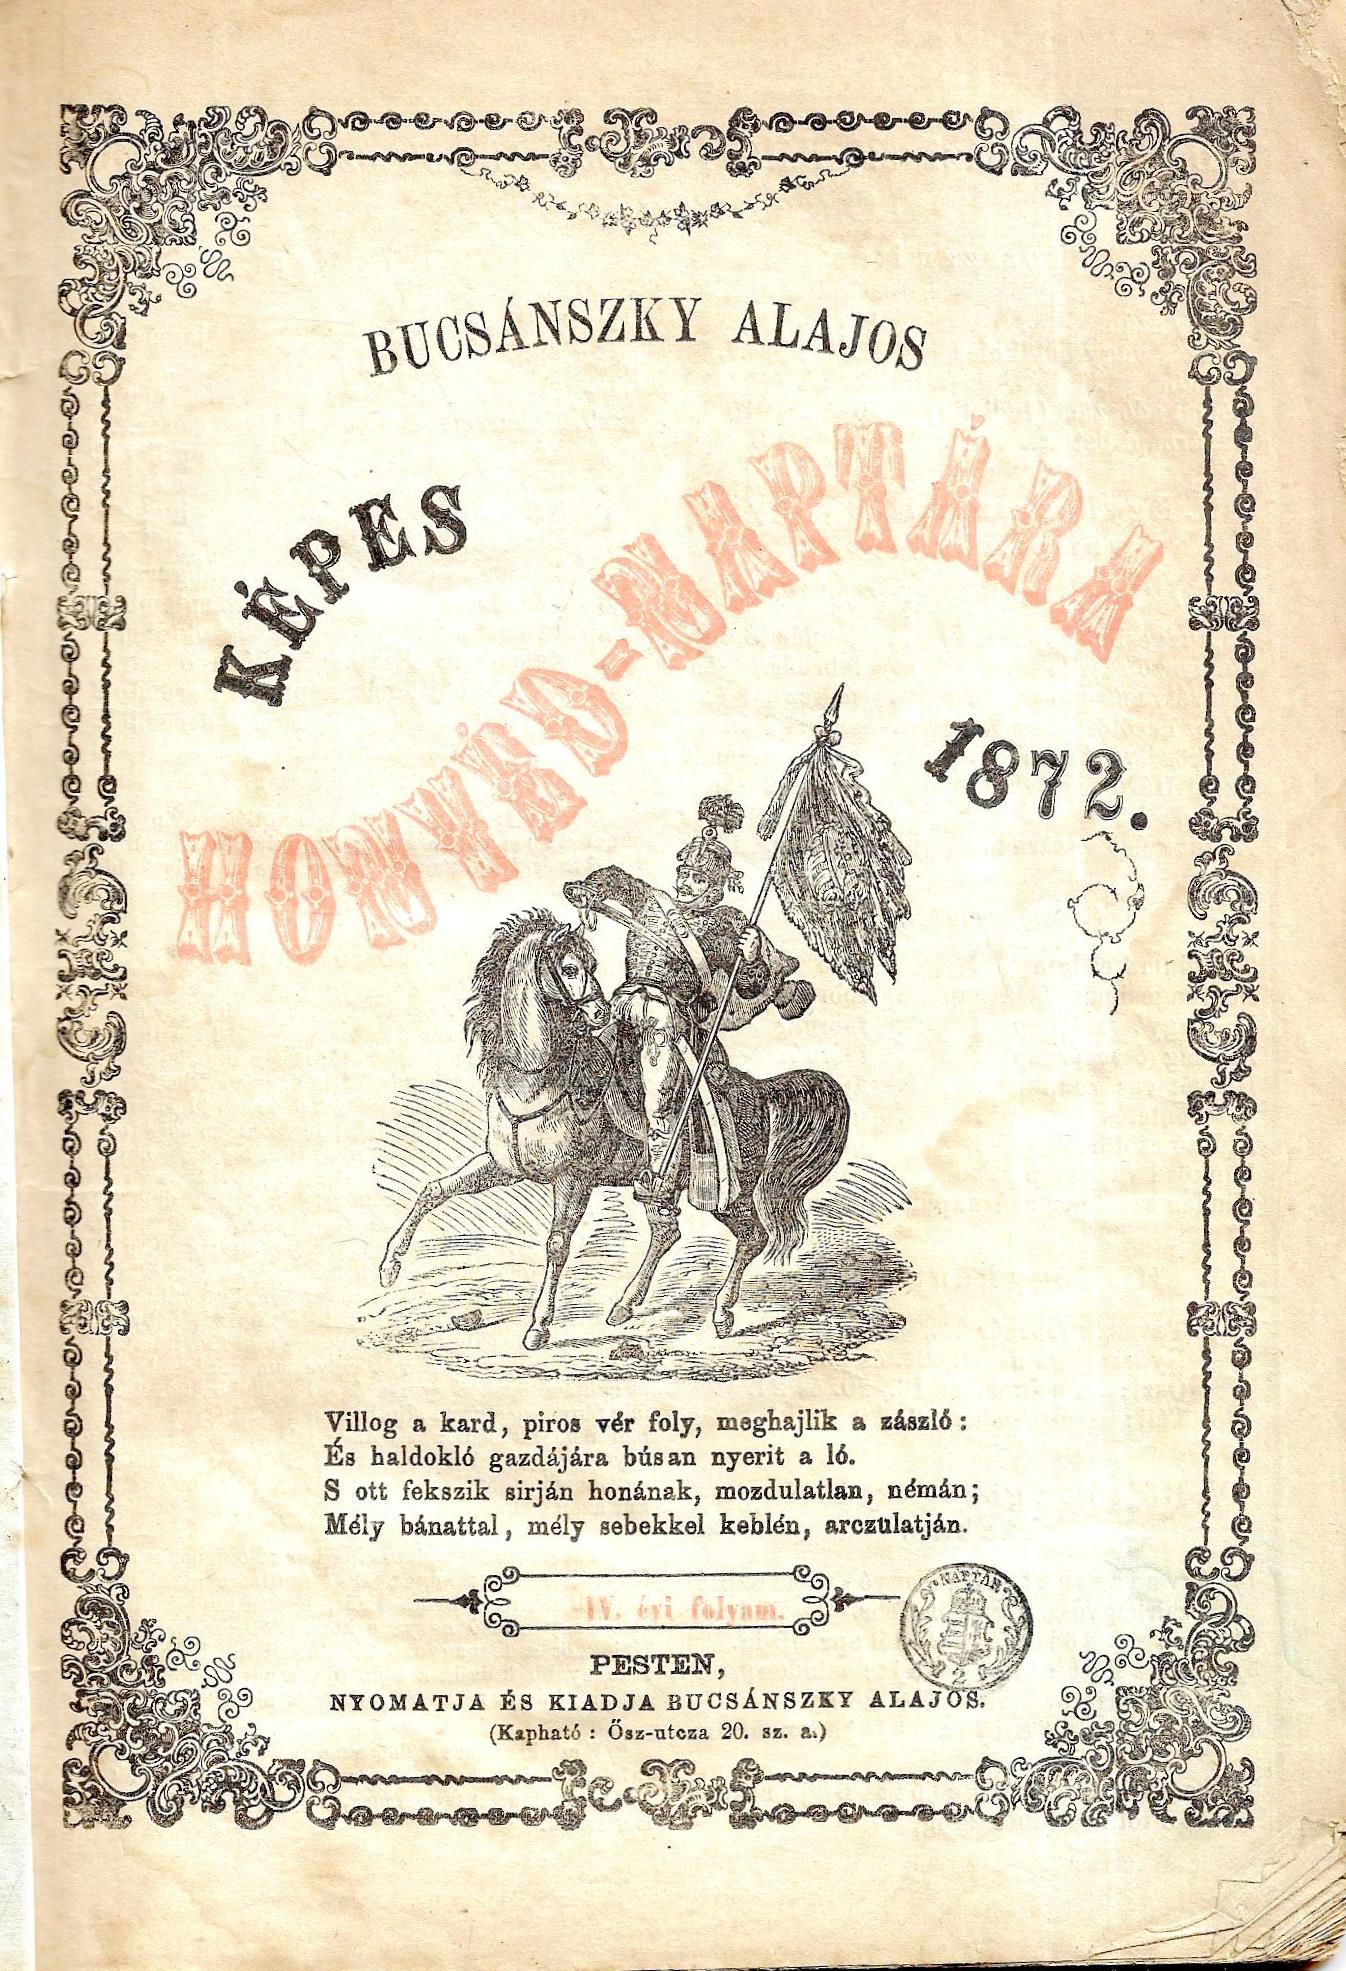 BUCSÁNSZKY ALAJOS
KÉPES
HONVÉD-NAPTÁRA
1872.
Villog a kard, piros vér foly, meghajlik a zászló:
És haldokló gazdájára búsan nyerit a ló.
S ott fekszik sirján honának, mozdulatlan, némán;
Mély bánattal, mély sebekkel keblén, arczulatján.
IV. évi folyam.
NAPTÁR
2
PESTEN,
NYOMATJA ÉS KIADJA BUCSÁNSZKY ALAJOS.
(Kapható: Ősz-utcza 20. sz. a.)